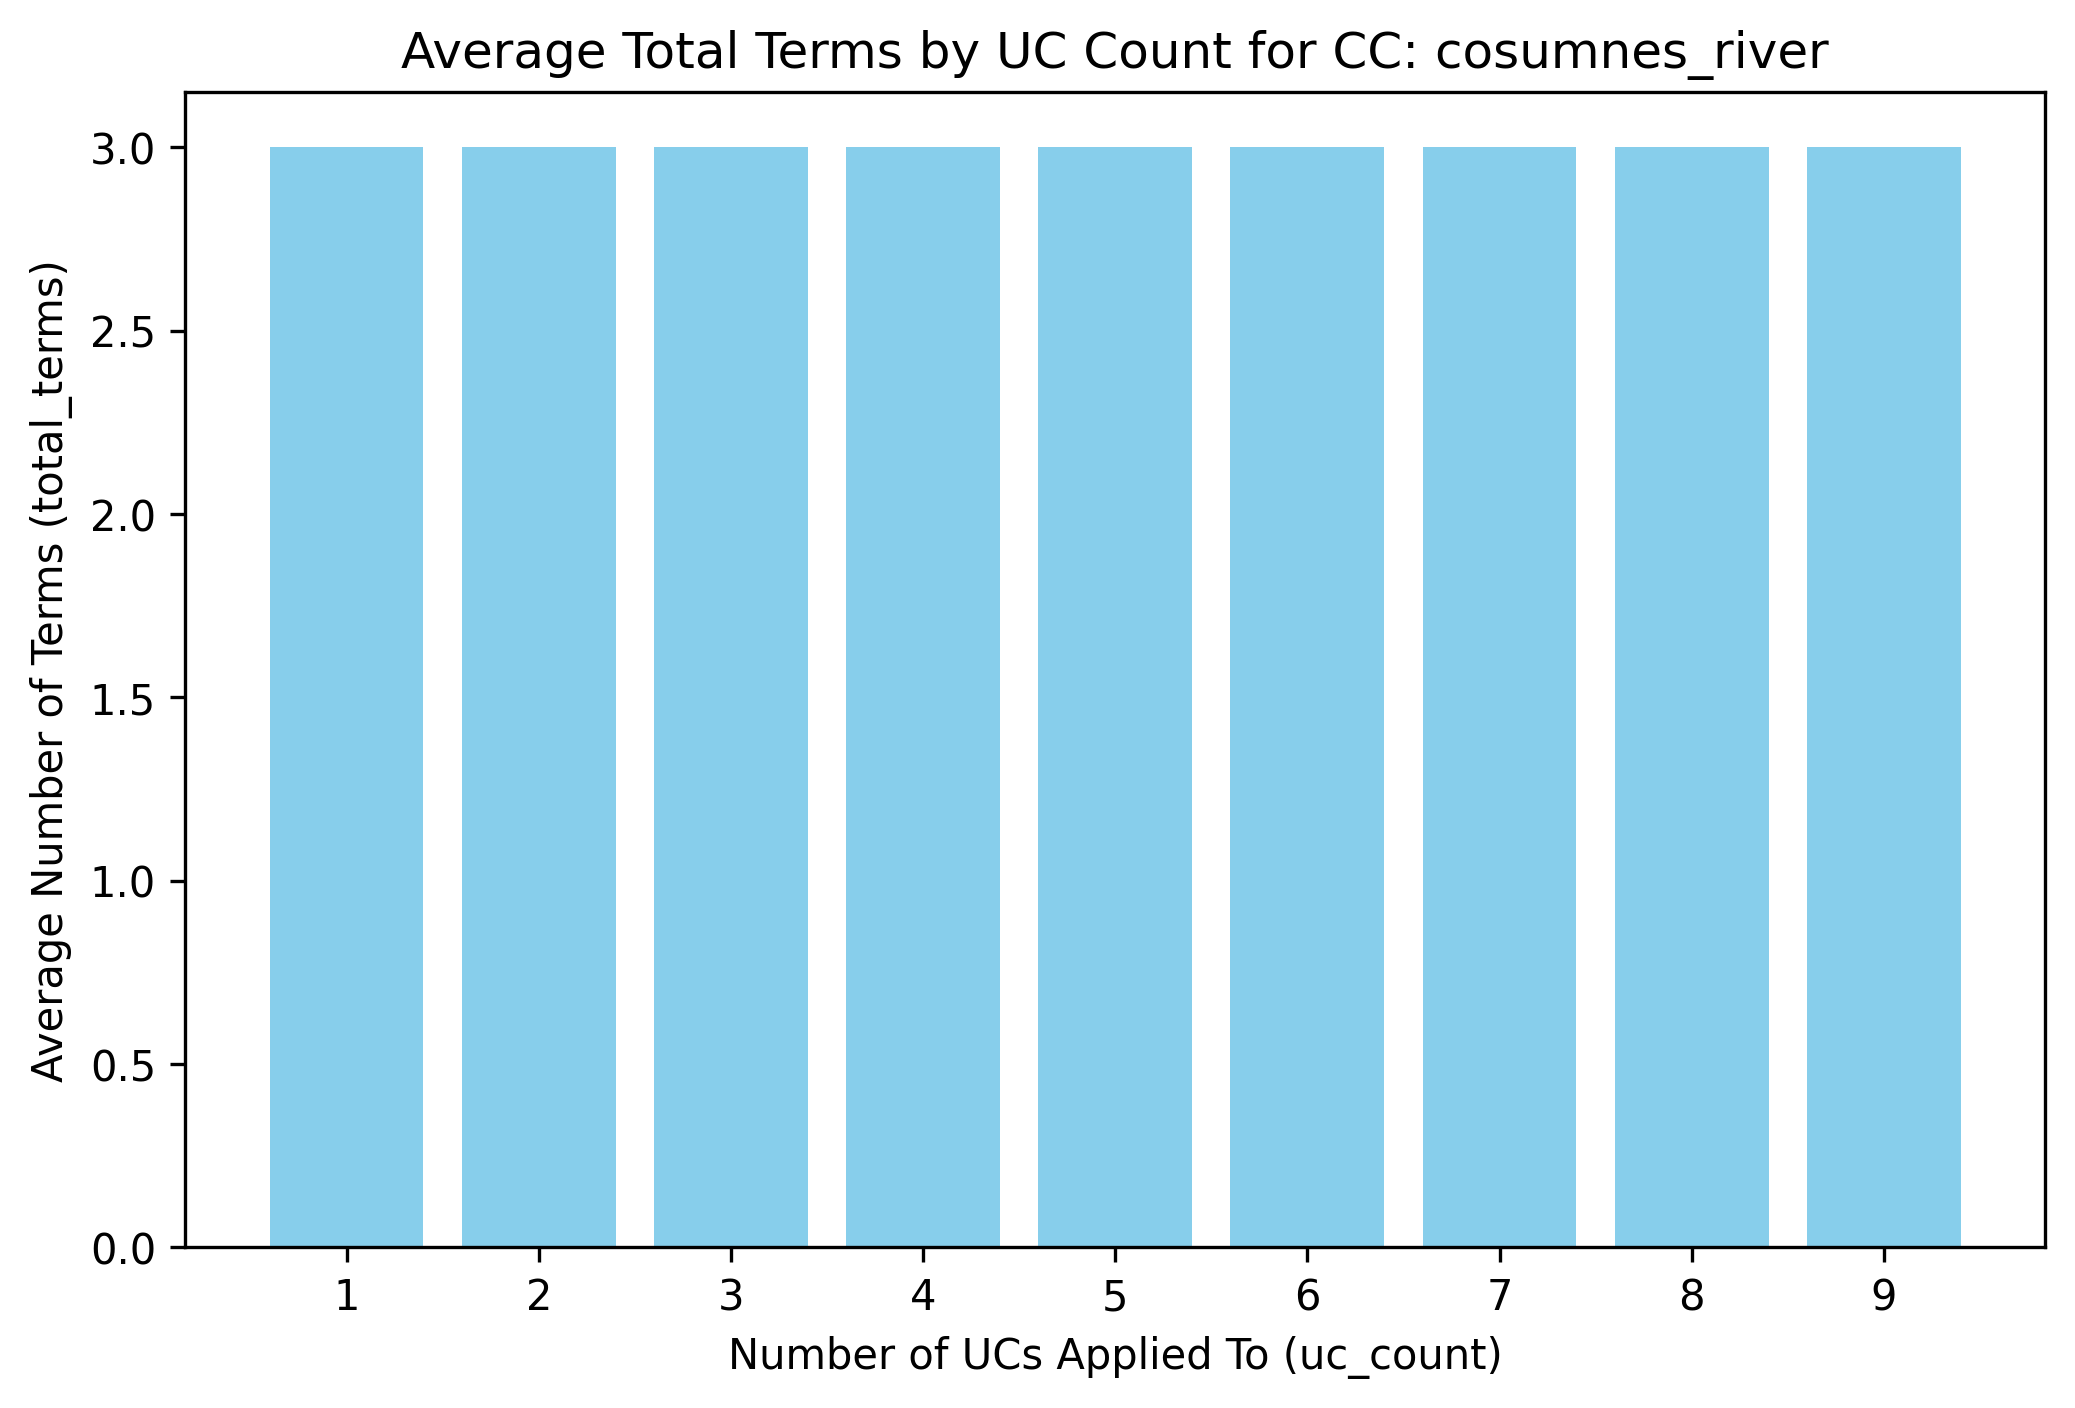 Average Total Terms by UC Count for CC: cosumnes_river
Average Number of Terms (total_terms)
3.0
2.5
2.0
1.5
1.0
0.5
0.0
1 2 3 4 5 6 7 8 9
Number of UCs Applied To (uc_count)